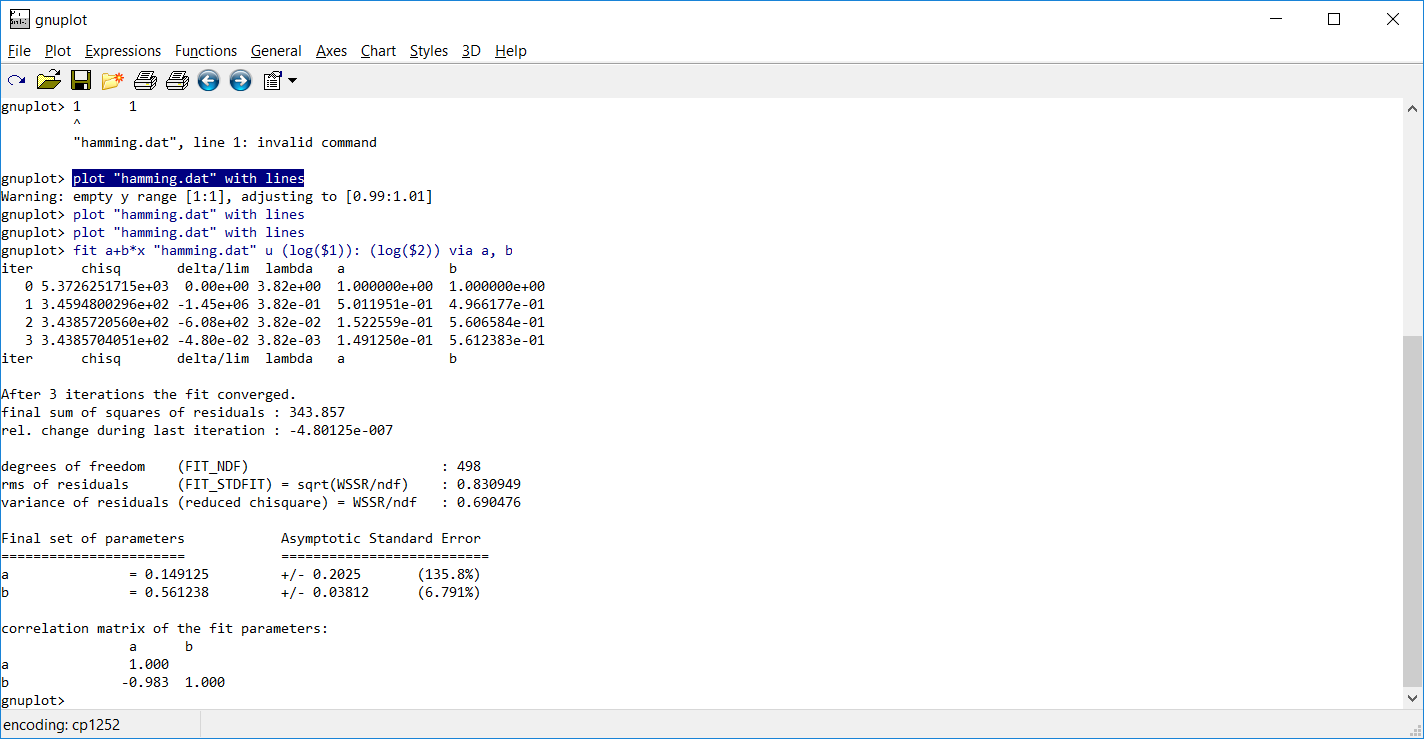 gnuplot
File Plot Expressions Functions General Axes Chart Styles 3D Help
gnuplot> 1      1
         ^
         "hamming.dat", line 1: invalid command
gnuplot> plot "hamming.dat" with lines
Warning: empty y range [1:1], adjusting to [0.99:1.01]
gnuplot> plot "hamming.dat" with lines
gnuplot> plot "hamming.dat" with lines
gnuplot> fit a+b*x "hamming.dat" u (log($1)): (log($2)) via a, b
iter      chisq       delta/lim  lambda   a             b
   0 5.3726251715e+03  0.00e+00 3.82e+00  1.000000e+00  1.000000e+00
   1 3.4594800296e+02 -1.45e+06 3.82e-01  5.011951e-01  4.966177e-01
   2 3.4385720560e+02 -6.08e+02 3.82e-02  1.522559e-01  5.606584e-01
   3 3.4385704051e+02 -4.80e-02 3.82e-03  1.491250e-01  5.612383e-01
iter      chisq       delta/lim  lambda   a             b
After 3 iterations the fit converged.
final sum of squares of residuals : 343.857
rel. change during last iteration : -4.80125e-007
degrees of freedom    (FIT_NDF)                        : 498
rms of residuals      (FIT_STDFIT) = sqrt(WSSR/ndf)    : 0.830949
variance of residuals (reduced chisquare) = WSSR/ndf   : 0.690476
Final set of parameters            Asymptotic Standard Error
=======================            ==========================
a               = 0.149125         +/- 0.2025       (135.8%)
b               = 0.561238         +/- 0.03812      (6.791%)
correlation matrix of the fit parameters:
                a      b
a               1.000
b              -0.983  1.000
gnuplot>
encoding: cp1252